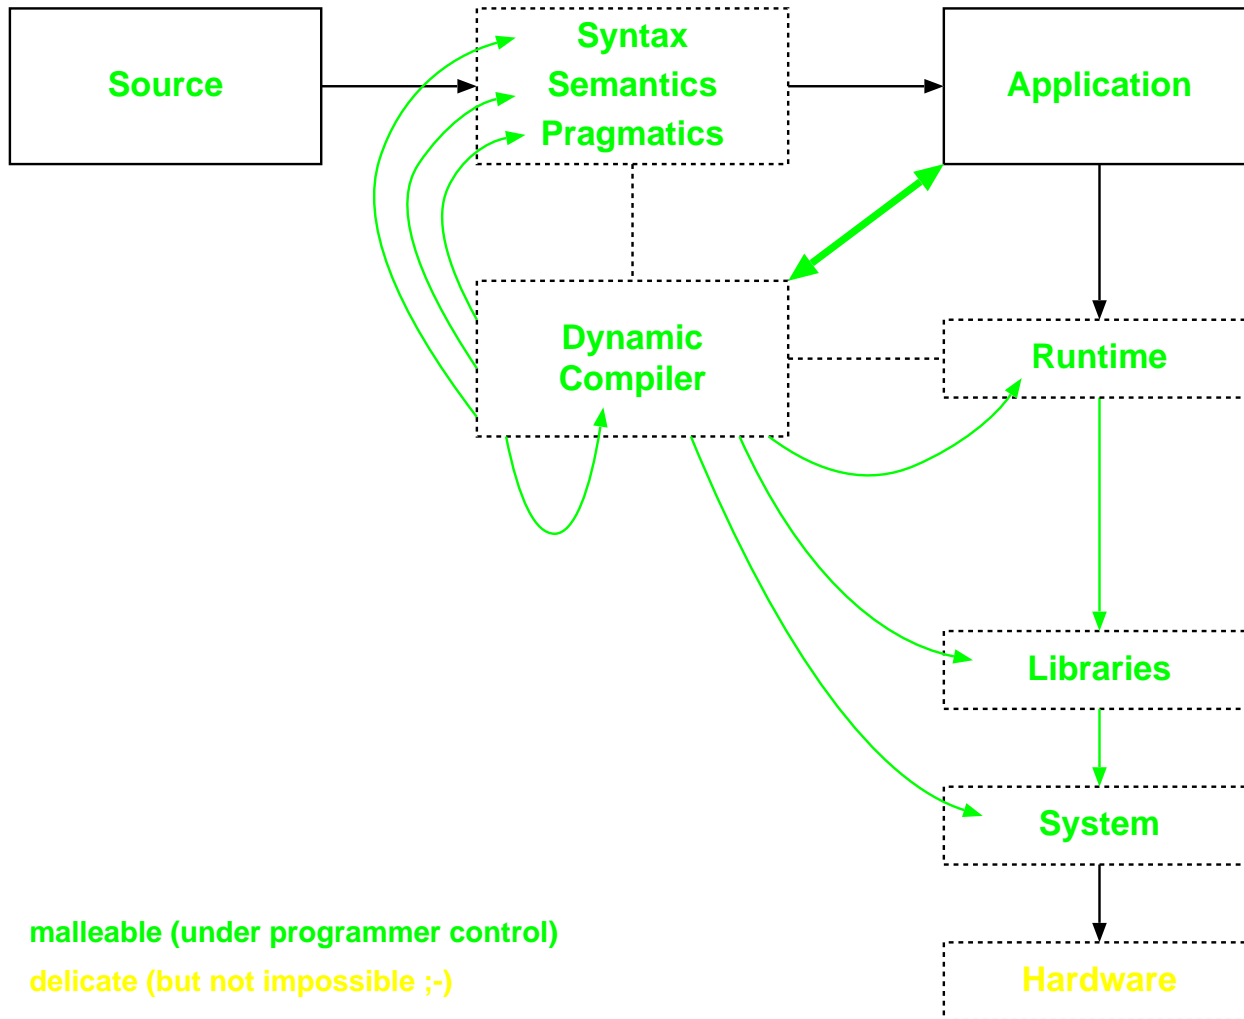 Source
Syntax
Semantics
Pragmatics
Application
Dynamic
Compiler
Runtime
Libraries
System
Hardware
malleable (under programmer control)
delicate (but not impossible ;-)